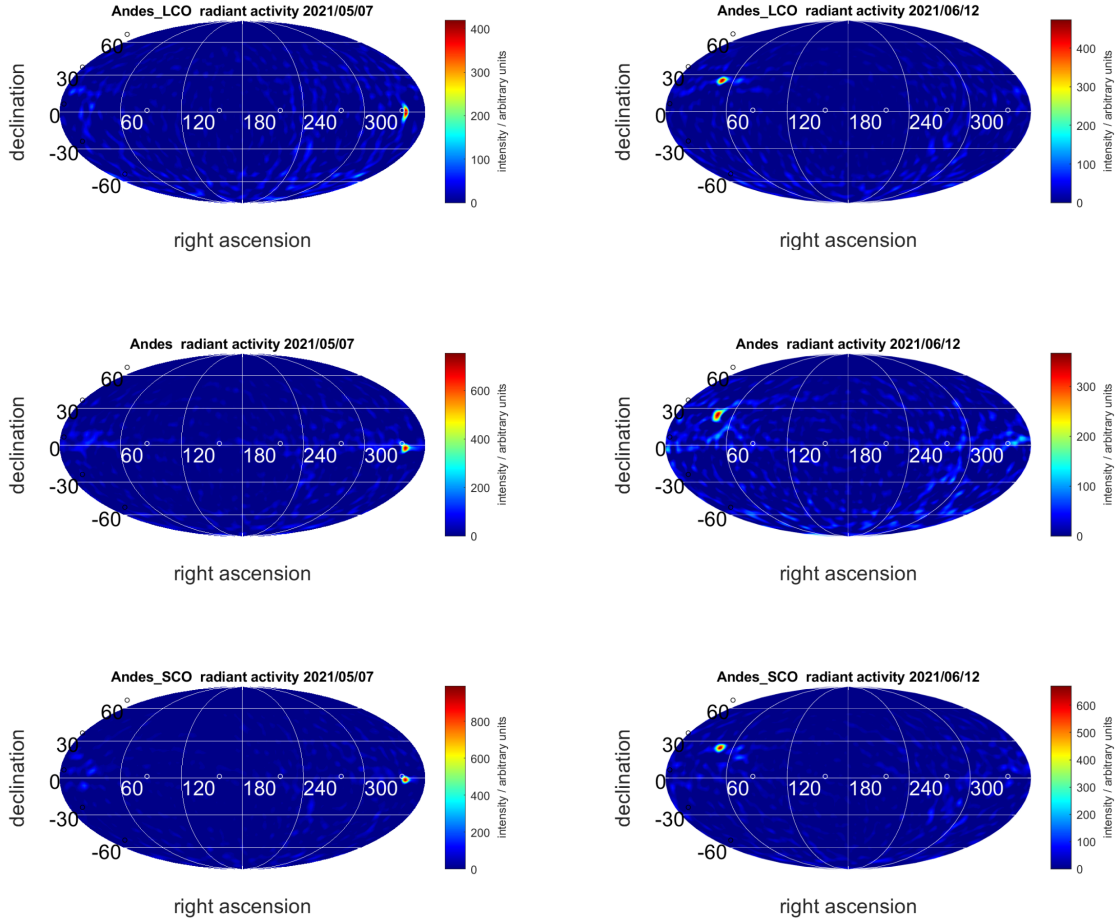 Andes_LCO radiant activity 2021/05/07
60°
30°
0
-30
-60
60° 120 180 240° 300°
declination
right ascension
400
300
200
100
0
intensity / arbitrary units
Andes_LCO radiant activity 2021/06/12
60°
30°
0
-30
-60
60° 120 180 240° 300°
declination
right ascension
400
300
200
100
0
intensity / arbitrary units
Andes radiant activity 2021/05/07
60°
30°
0
-30
-60
60° 120 180 240° 300°
declination
right ascension
600
400
200
0
intensity / arbitrary units
Andes radiant activity 2021/06/12
60°
30°
0
-30
-60
60° 120 180 240° 300°
declination
right ascension
300
200
100
0
intensity / arbitrary units
Andes_SCO radiant activity 2021/05/07
60°
30°
0
-30
-60
60° 120 180 240° 300°
declination
right ascension
800
600
400
200
0
intensity / arbitrary units
Andes_SCO radiant activity 2021/06/12
60°
30°
0
-30
-60
60° 120 180 240° 300°
declination
right ascension
600
500
400
300
200
100
0
intensity / arbitrary units